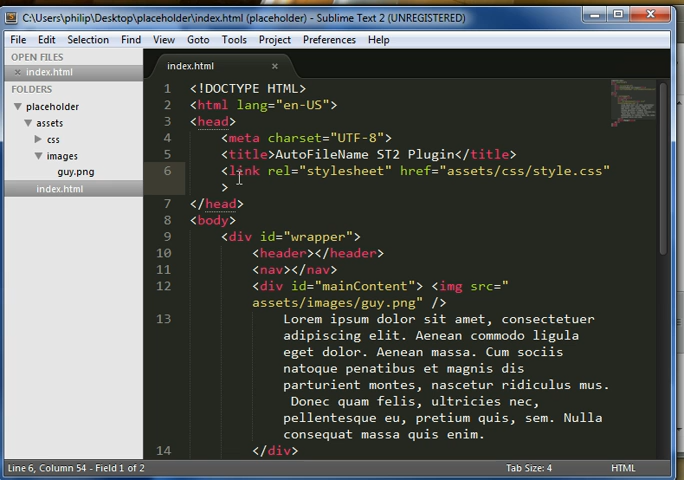 C:\Users\philip\Desktop\placeholder\index.html (placeholder) - Sublime Text 2 (UNREGISTERED)
File Edit Selection Find View Goto Tools Project Preferences Help
OPEN FILES
index.html
FOLDERS
placeholder
assets
css
images
guy.png
index.html
index.html
1 <!DOCTYPE HTML>
2 <html lang="en-US">
3 <head>
4 <meta charset="UTF-8">
5 <title>AutoFileName ST2 Plugin</title>
6 <link rel="stylesheet" href="assets/css/style.css"
>
7 </head>
8 <body>
9 <div id="wrapper">
10 <header></header>
11 <nav></nav>
12 <div id="mainContent"> <img src="
assets/images/guy.png" />
13 Lorem ipsum dolor sit amet, consectetuer
adipiscing elit. Aenean commodo ligula
eget dolor. Aenean massa. Cum sociis
natoque penatibus et magnis dis
parturient montes, nascetur ridiculus mus.
Donec quam felis, ultricies nec,
pellentesque eu, pretium quis, sem. Nulla
consequat massa quis enim.
14 </div>
Line 6, Column 54 - Field 1 of 2
Tab Size: 4
HTML